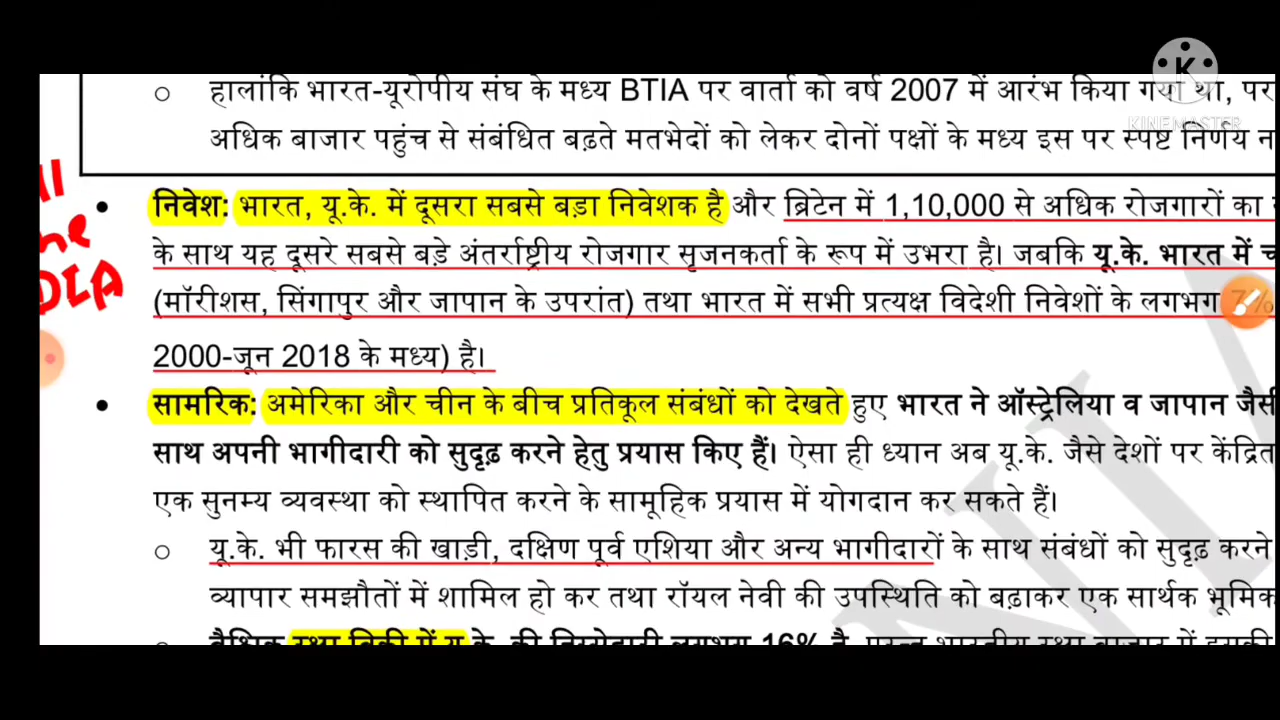 KINEMASTER
हालांकि भारत-यूरोपीय संघ के मध्य BTIA पर वार्ता को वर्ष 2007 में आरंभ किया गया था, पर
अधिक बाजार पहुंच से संबंधित बढ़ते मतभेदों को लेकर दोनों पक्षों के मध्य इस पर स्पष्ट निर्णय
निवेश: भारत, यू.के. में दूसरा सबसे बड़ा निवेशक है और ब्रिटेन में 1,10,000 से अधिक रोजगारों का
के साथ यह दूसरे सबसे बड़े अंतर्राष्ट्रीय रोजगार सृजनकर्ता के रूप में उभरा है। जबकि यू.के. भारत में
(मॉरीशस, सिंगापुर और जापान के उपरांत) तथा भारत में सभी प्रत्यक्ष विदेशी निवेशों के लगभग
2000-जून 2018 के मध्य) है।
सामरिक: अमेरिका और चीन के बीच प्रतिकूल संबंधों को देखते हुए भारत ने ऑस्ट्रेलिया व जापान
साथ अपनी भागीदारी को सुदृढ़ करने हेतु प्रयास किए हैं। ऐसा ही ध्यान अब यू.के. जैसे देशों पर
एक सुनम्य व्यवस्था को स्थापित करने के सामूहिक प्रयास में योगदान कर सकते हैं।
यू.के. भी फारस की खाड़ी, दक्षिण पूर्व एशिया और अन्य भागीदारों के साथ संबंधों को सुदृढ़ करने
व्यापार समझौतों में शामिल हो कर तथा रॉयल नेवी की उपस्थिति को बढ़ाकर एक सार्थक
वैश्विक रक्षा बिक्री में यू.के. की हिस्सेदारी लगभग 16% है,